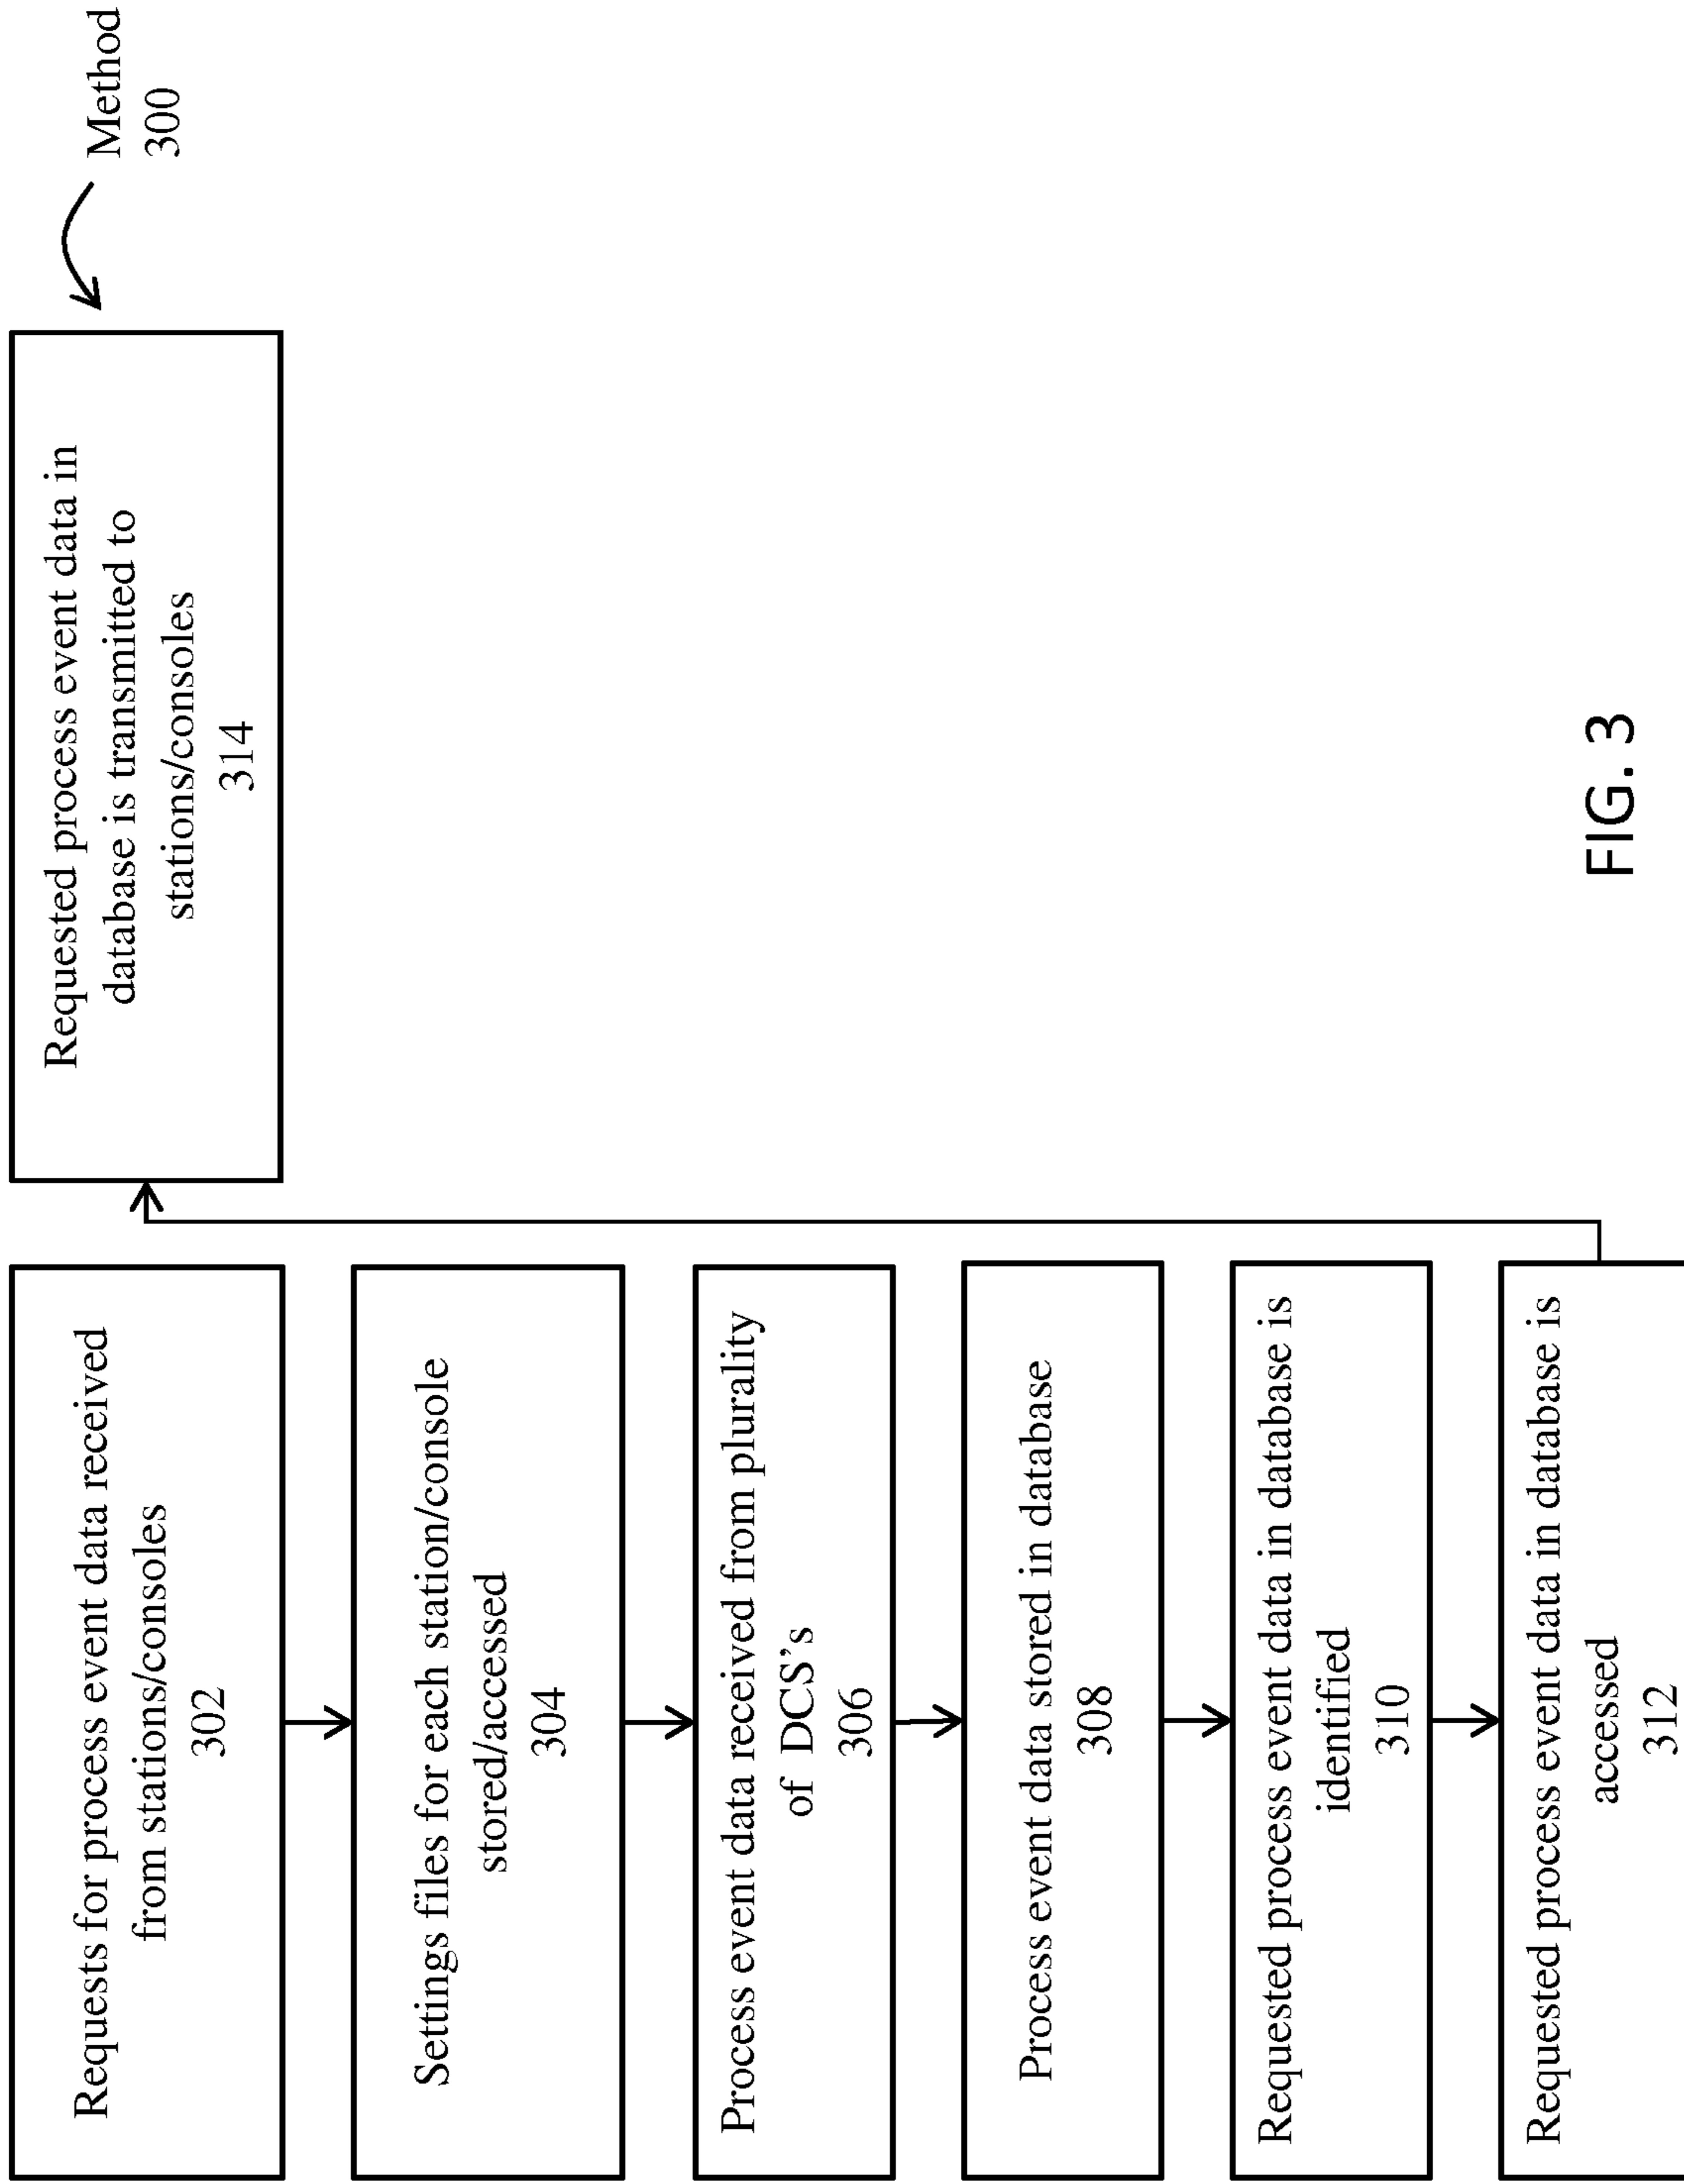 Requests for process event data received
from stations/consoles
302
Settings files for each station/console
stored/accessed
304
Process event data received from plurality
of DCS's
306
Process event data stored in database
308
Requested process event data in database is
identified
310
Requested process event data in database is
accessed
312
Requested process event data in
database is transmitted to
stations/consoles
314
Method
300
FIG. 3